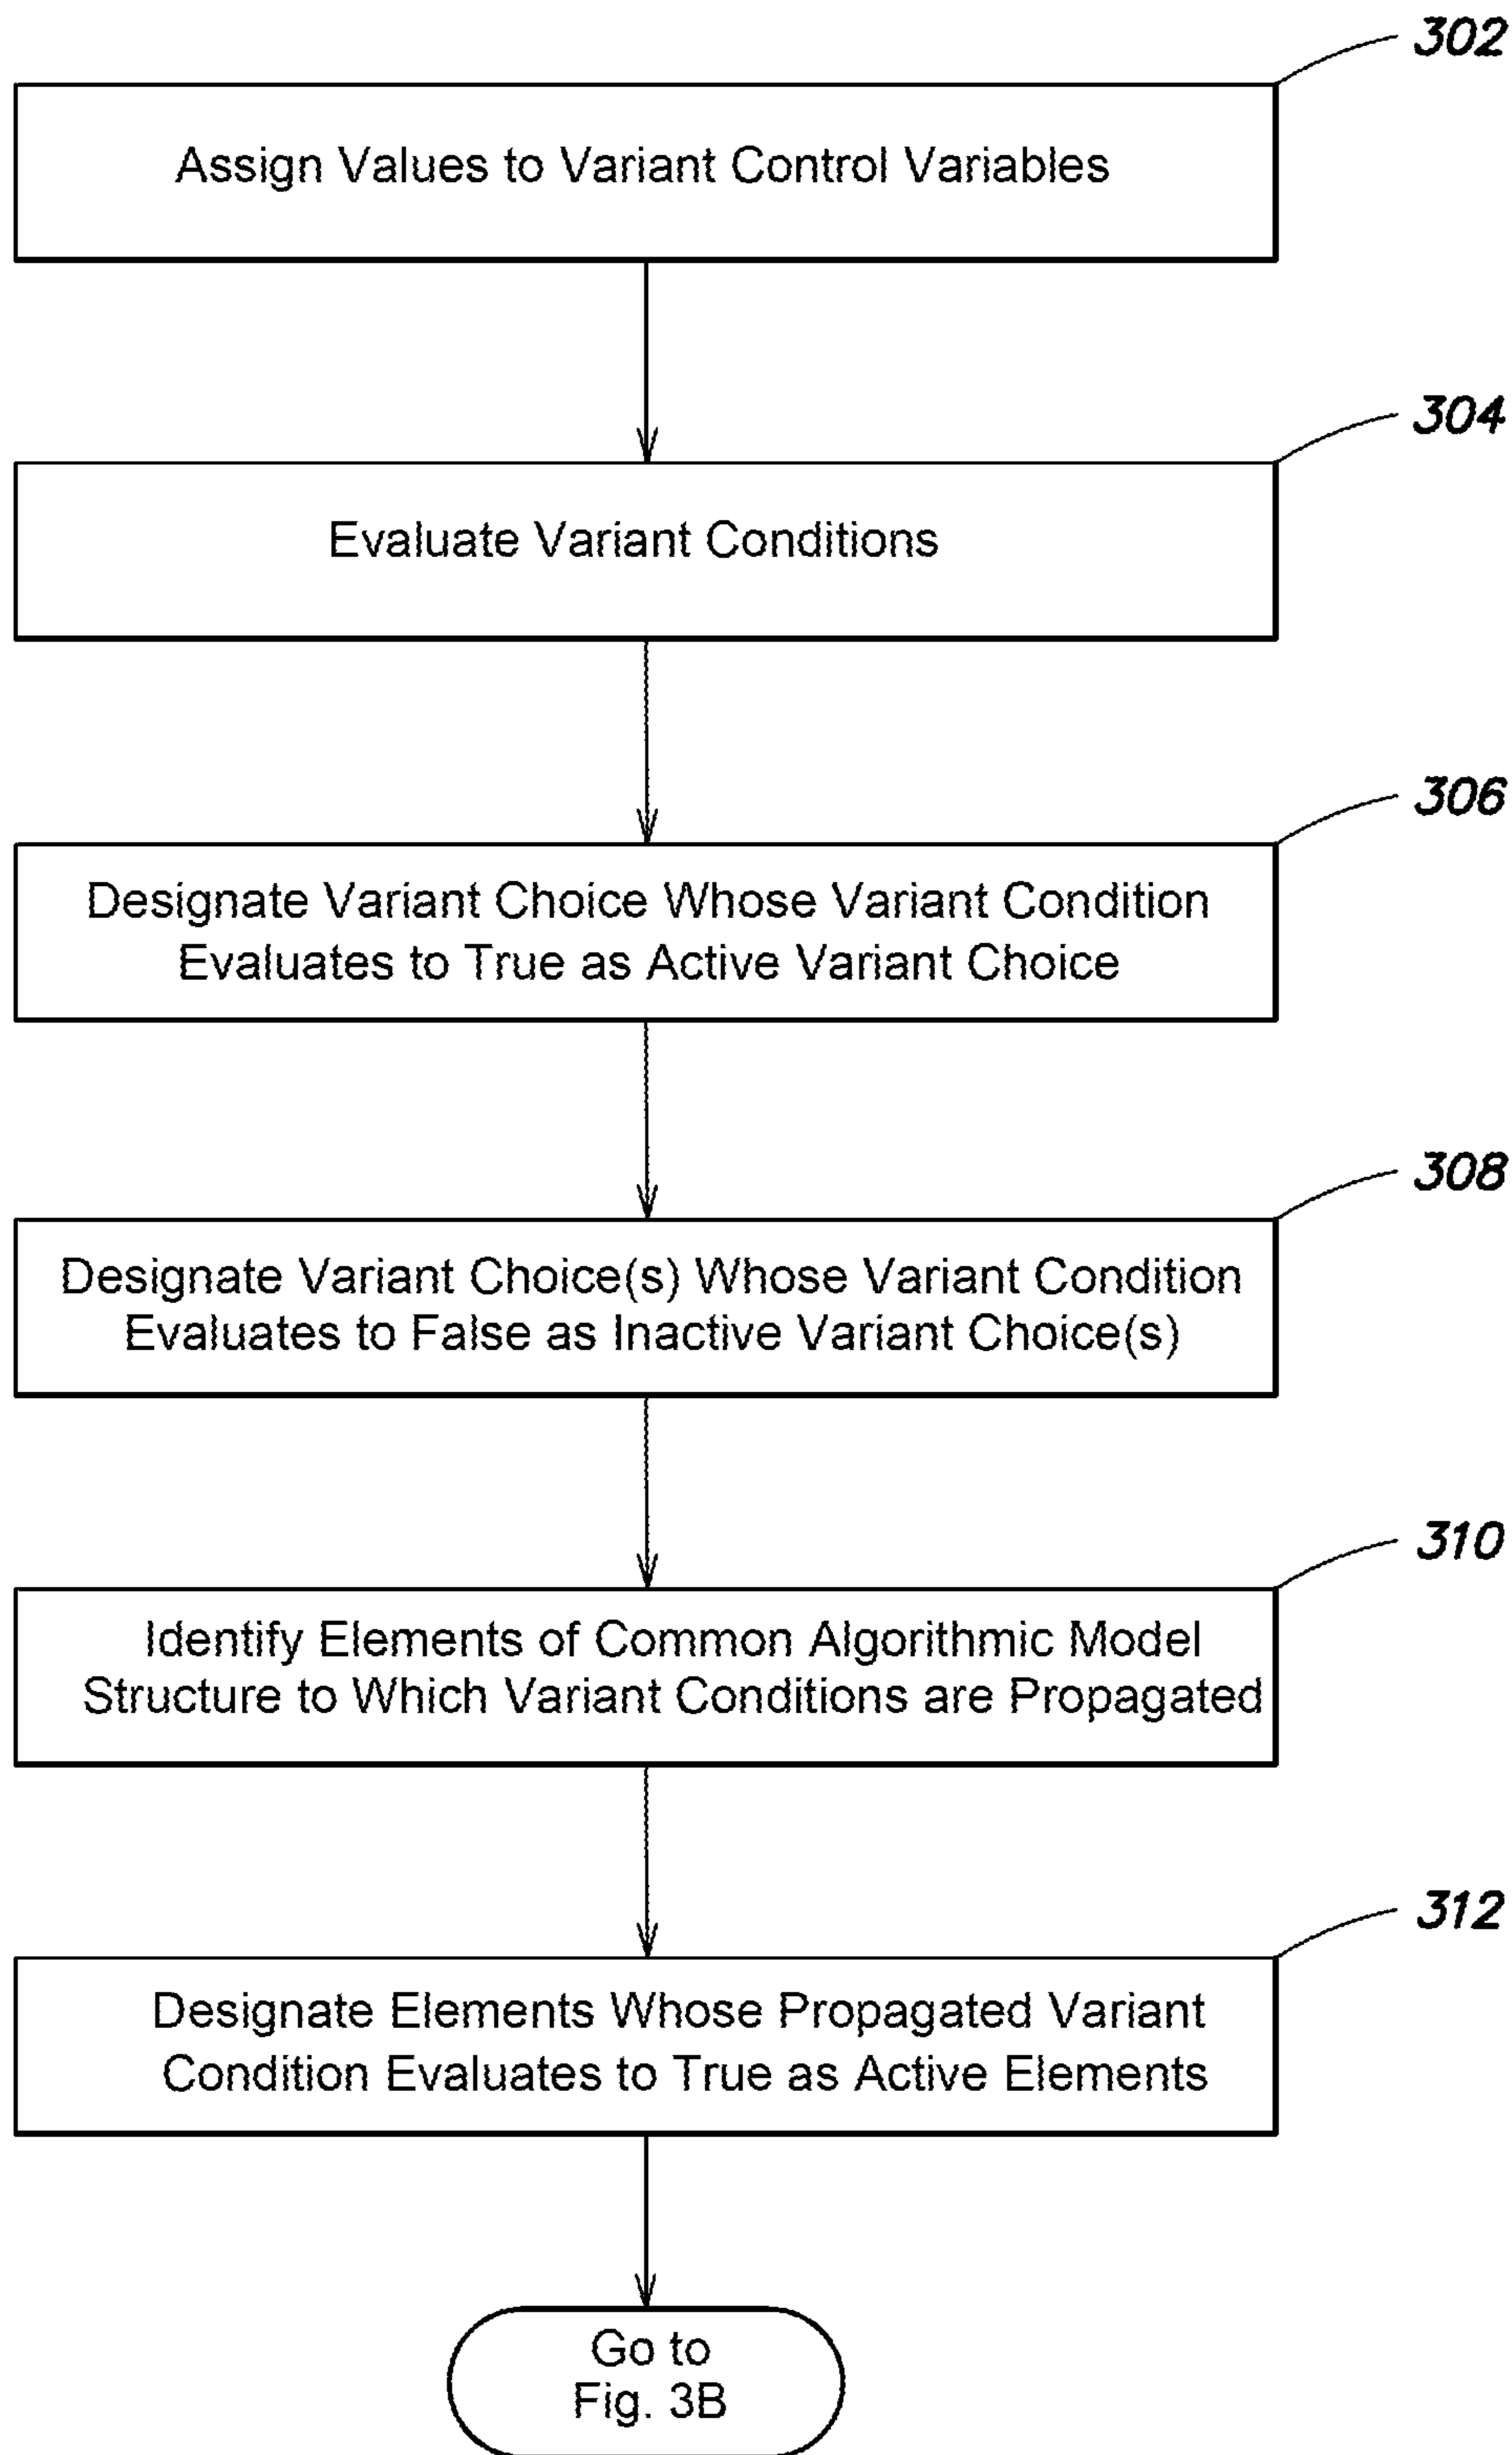 302
Assign Values to Variant Control Variables
304
Evaluate Variant Conditions
306
Designate Variant Choice Whose Variant Condition
Evaluates to True as Active Variant Choice
308
Designate Variant Choice(s) Whose Variant Condition
Evaluates to False as Inactive Variant Choice(s)
310
Identify Elements of Common Algorithmic Model
Structure to Which Variant Conditions are Propagated
312
Designate Elements Whose Propagated Variant
Condition Evaluates to True as Active Elements
Go to
Fig. 3B